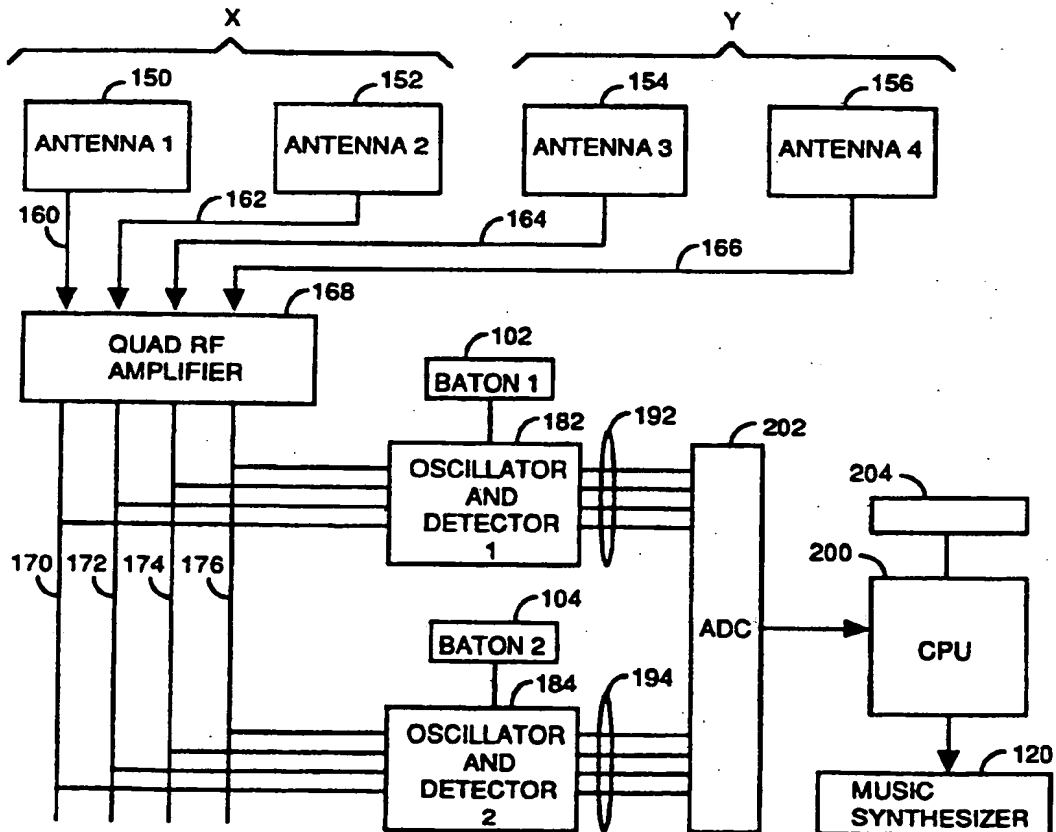 X
Y
150
152
154
156
ANTENNA 1
ANTENNA 2
ANTENNA 3
ANTENNA 4
160
162
164
166
168
QUAD RF
AMPLIFIER
102
BATON 1
182
192
202
OSCILLATOR
AND
DETECTOR
1
204
170
172
174
176
200
104
BATON 2
ADC
CPU
184
194
OSCILLATOR
AND
DETECTOR
2
120
MUSIC
SYNTHESIZER